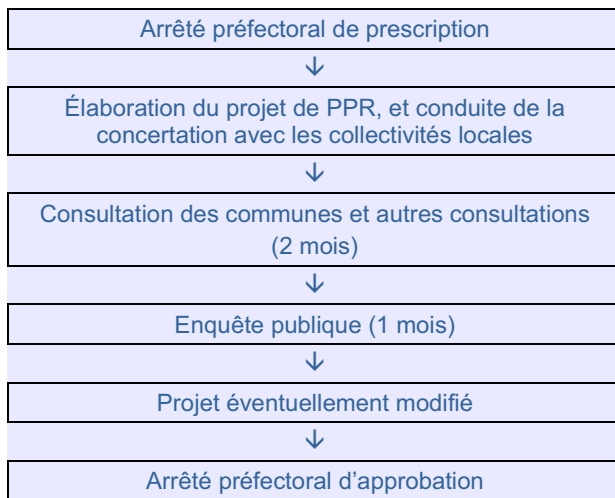 Arrêté préfectoral de prescription
↓
Élaboration du projet de PPR, et conduite de la
concertation avec les collectivités locales
↓
Consultation des communes et autres consultations
(2 mois)
↓
Enquête publique (1 mois)
↓
Projet éventuellement modifié
↓
Arrêté préfectoral d’approbation